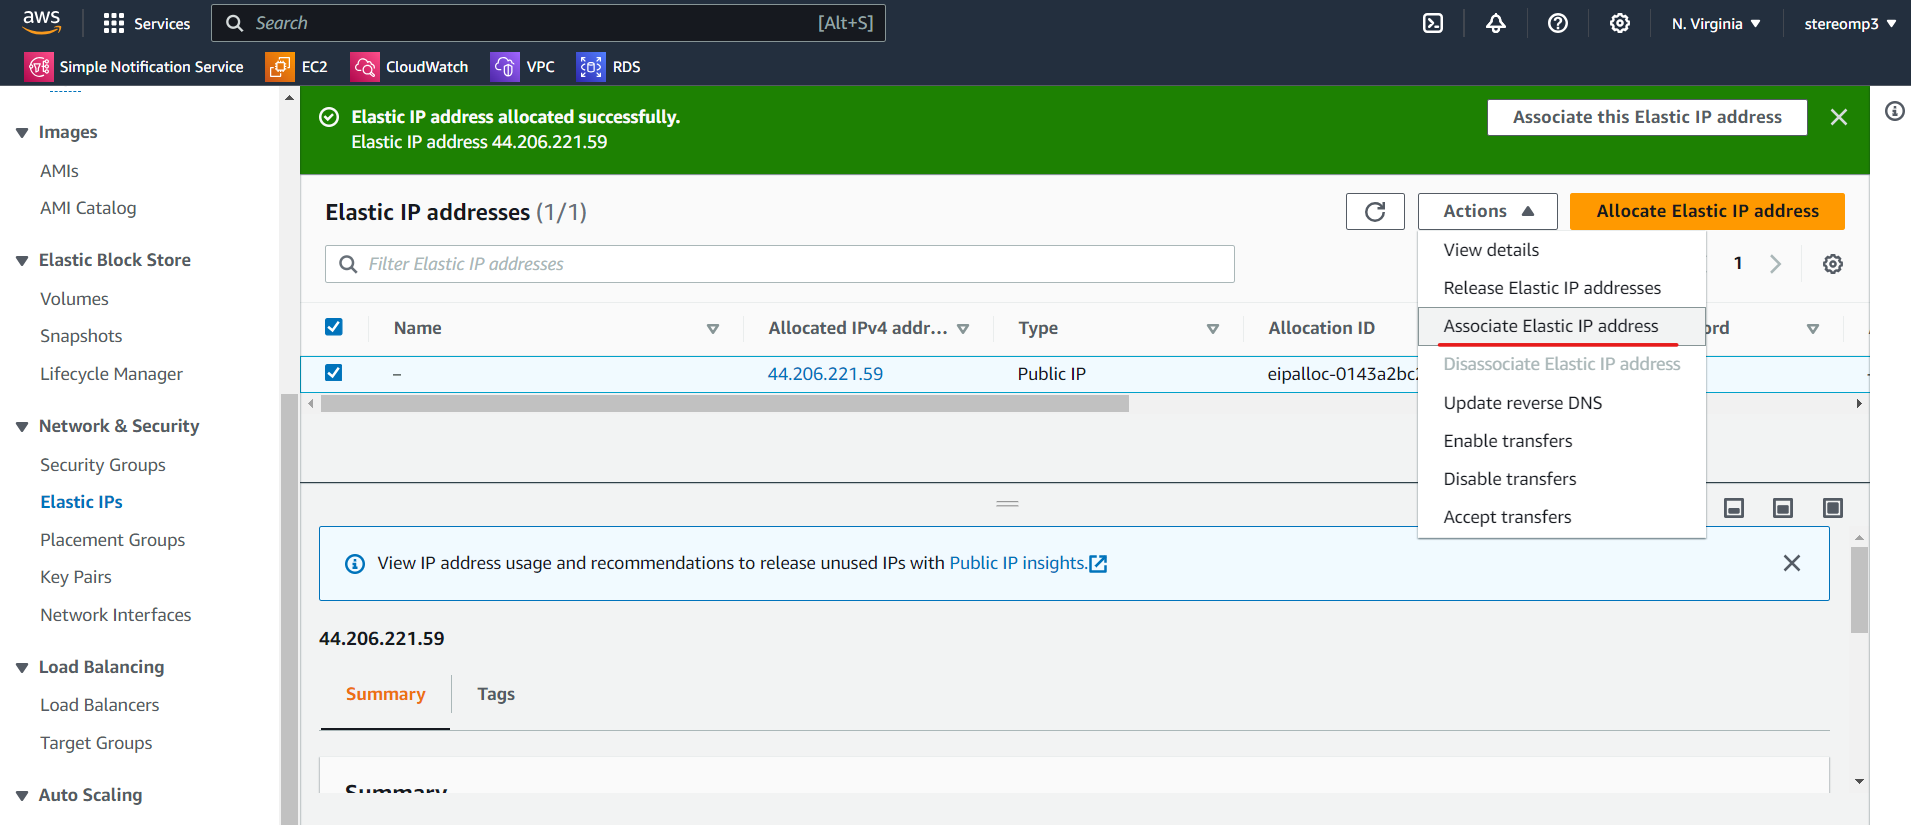 aws
Services
Search
[Alt+S]
N. Virginia
stereomp3
Simple Notification Service
EC2
CloudWatch
VPC
RDS
Images
AMIs
AMI Catalog
Elastic Block Store
Volumes
Snapshots
Lifecycle Manager
Network & Security
Security Groups
Elastic IPs
Placement Groups
Key Pairs
Network Interfaces
Load Balancing
Load Balancers
Target Groups
Auto Scaling
Elastic IP address allocated successfully.
Elastic IP address 44.206.221.59
Associate this Elastic IP address
Elastic IP addresses (1/1)
Actions
Allocate Elastic IP address
Filter Elastic IP addresses
1
View details
Release Elastic IP addresses
Associate Elastic IP address
Disassociate Elastic IP address
Update reverse DNS
Enable transfers
Disable transfers
Accept transfers
Name
Allocated IPv4 addr...
Type
Allocation ID
ord
–
44.206.221.59
Public IP
eipalloc-0143a2bc
View IP address usage and recommendations to release unused IPs with Public IP insights.
44.206.221.59
Summary
Tags
Summary